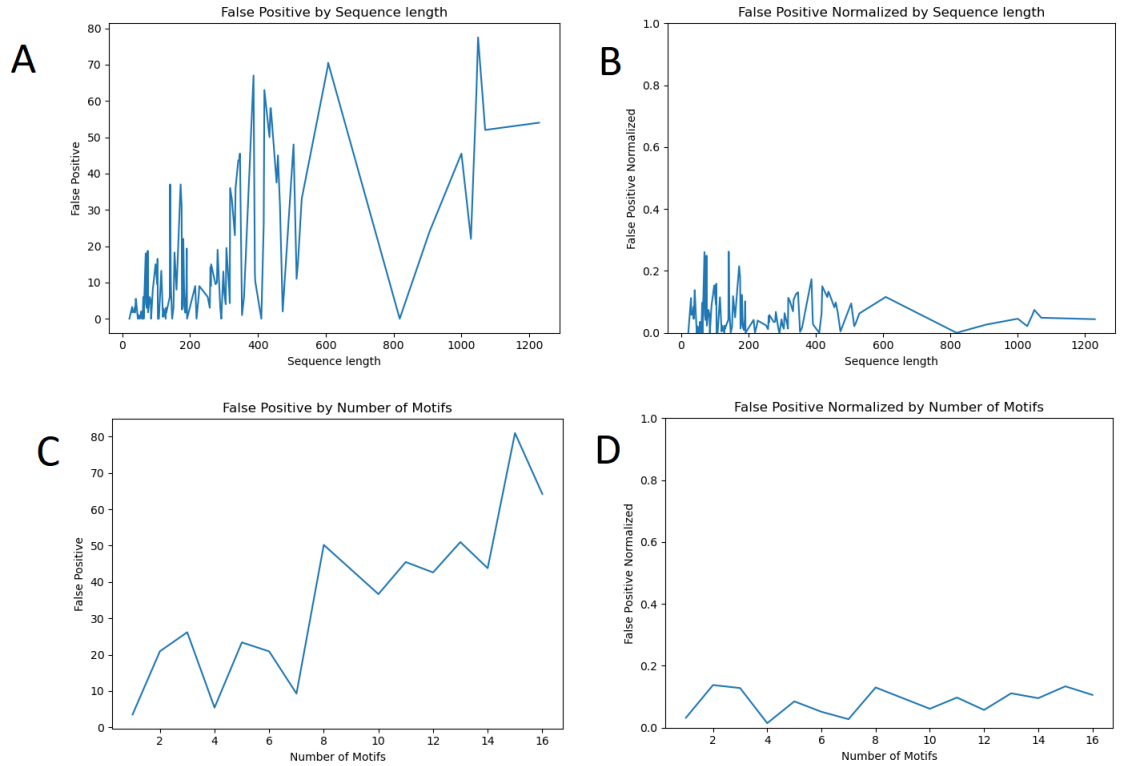 A
False Positive by Sequence length
False Positive
80
70
60
50
40
30
20
10
0
0 200 400 600 800 1000 1200
Sequence length
B
False Positive Normalized by Sequence length
False Positive Normalized
1.0
0.8
0.6
0.4
0.2
0.0
0 200 400 600 800 1000 1200
Sequence length
C
False Positive by Number of Motifs
False Positive
80
70
60
50
40
30
20
10
0
2 4 6 8 10 12 14 16
Number of Motifs
D
False Positive Normalized by Number of Motifs
False Positive Normalized
1.0
0.8
0.6
0.4
0.2
0.0
2 4 6 8 10 12 14 16
Number of Motifs